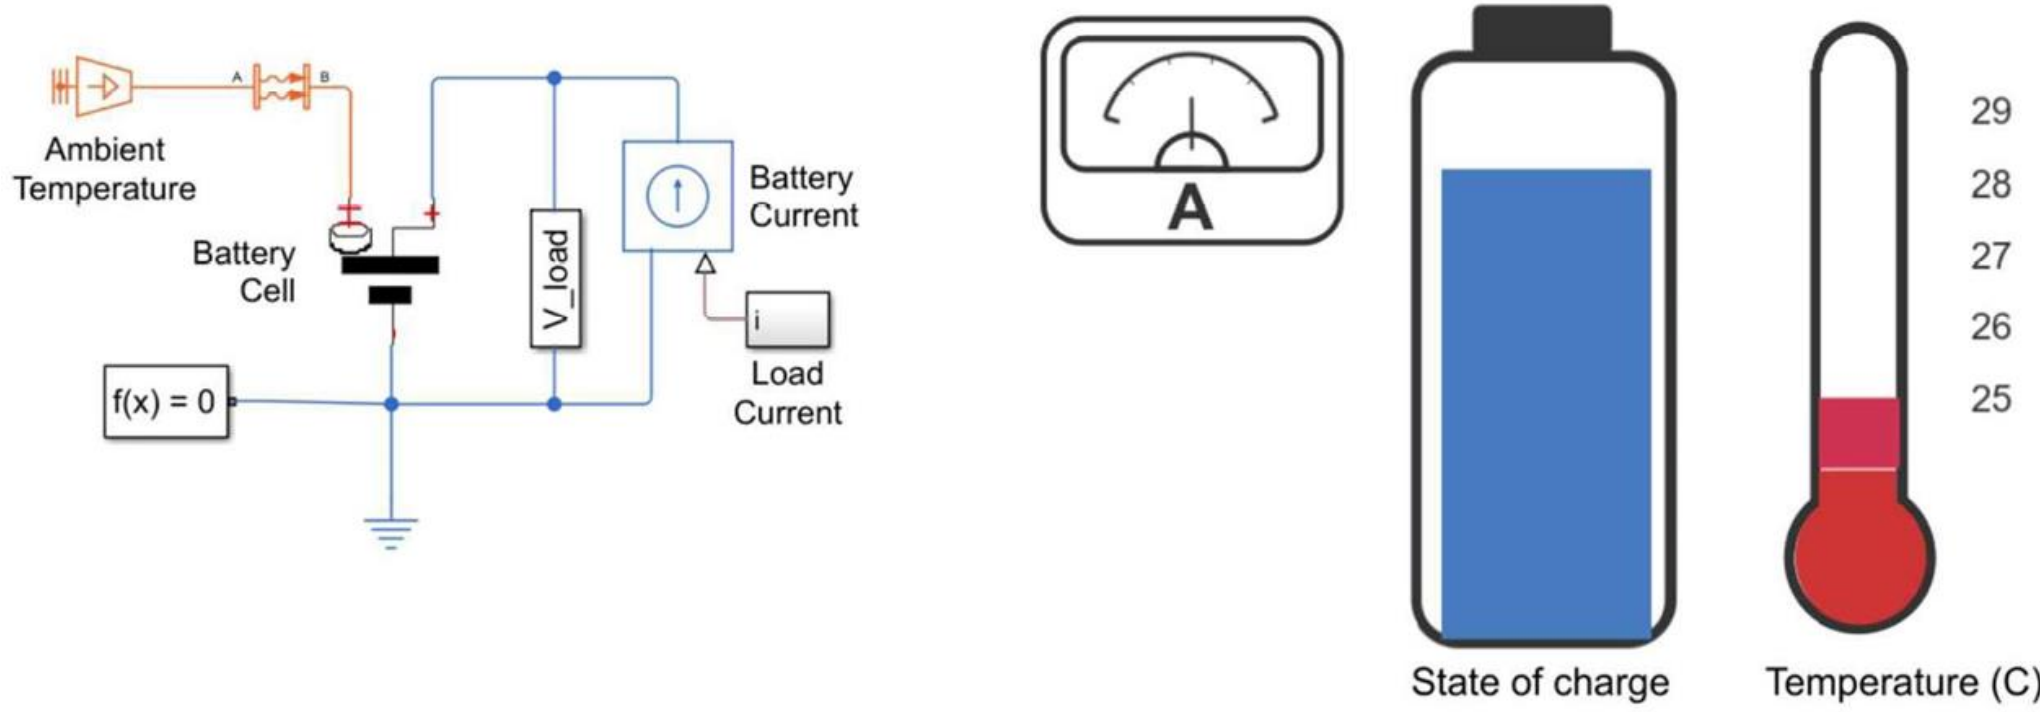 A
B
Ambient
Temperature
Battery
Cell
V_load
Battery
Current
i
Load
Current
f(x) = 0
A
State of charge
29
28
27
26
25
Temperature (C)